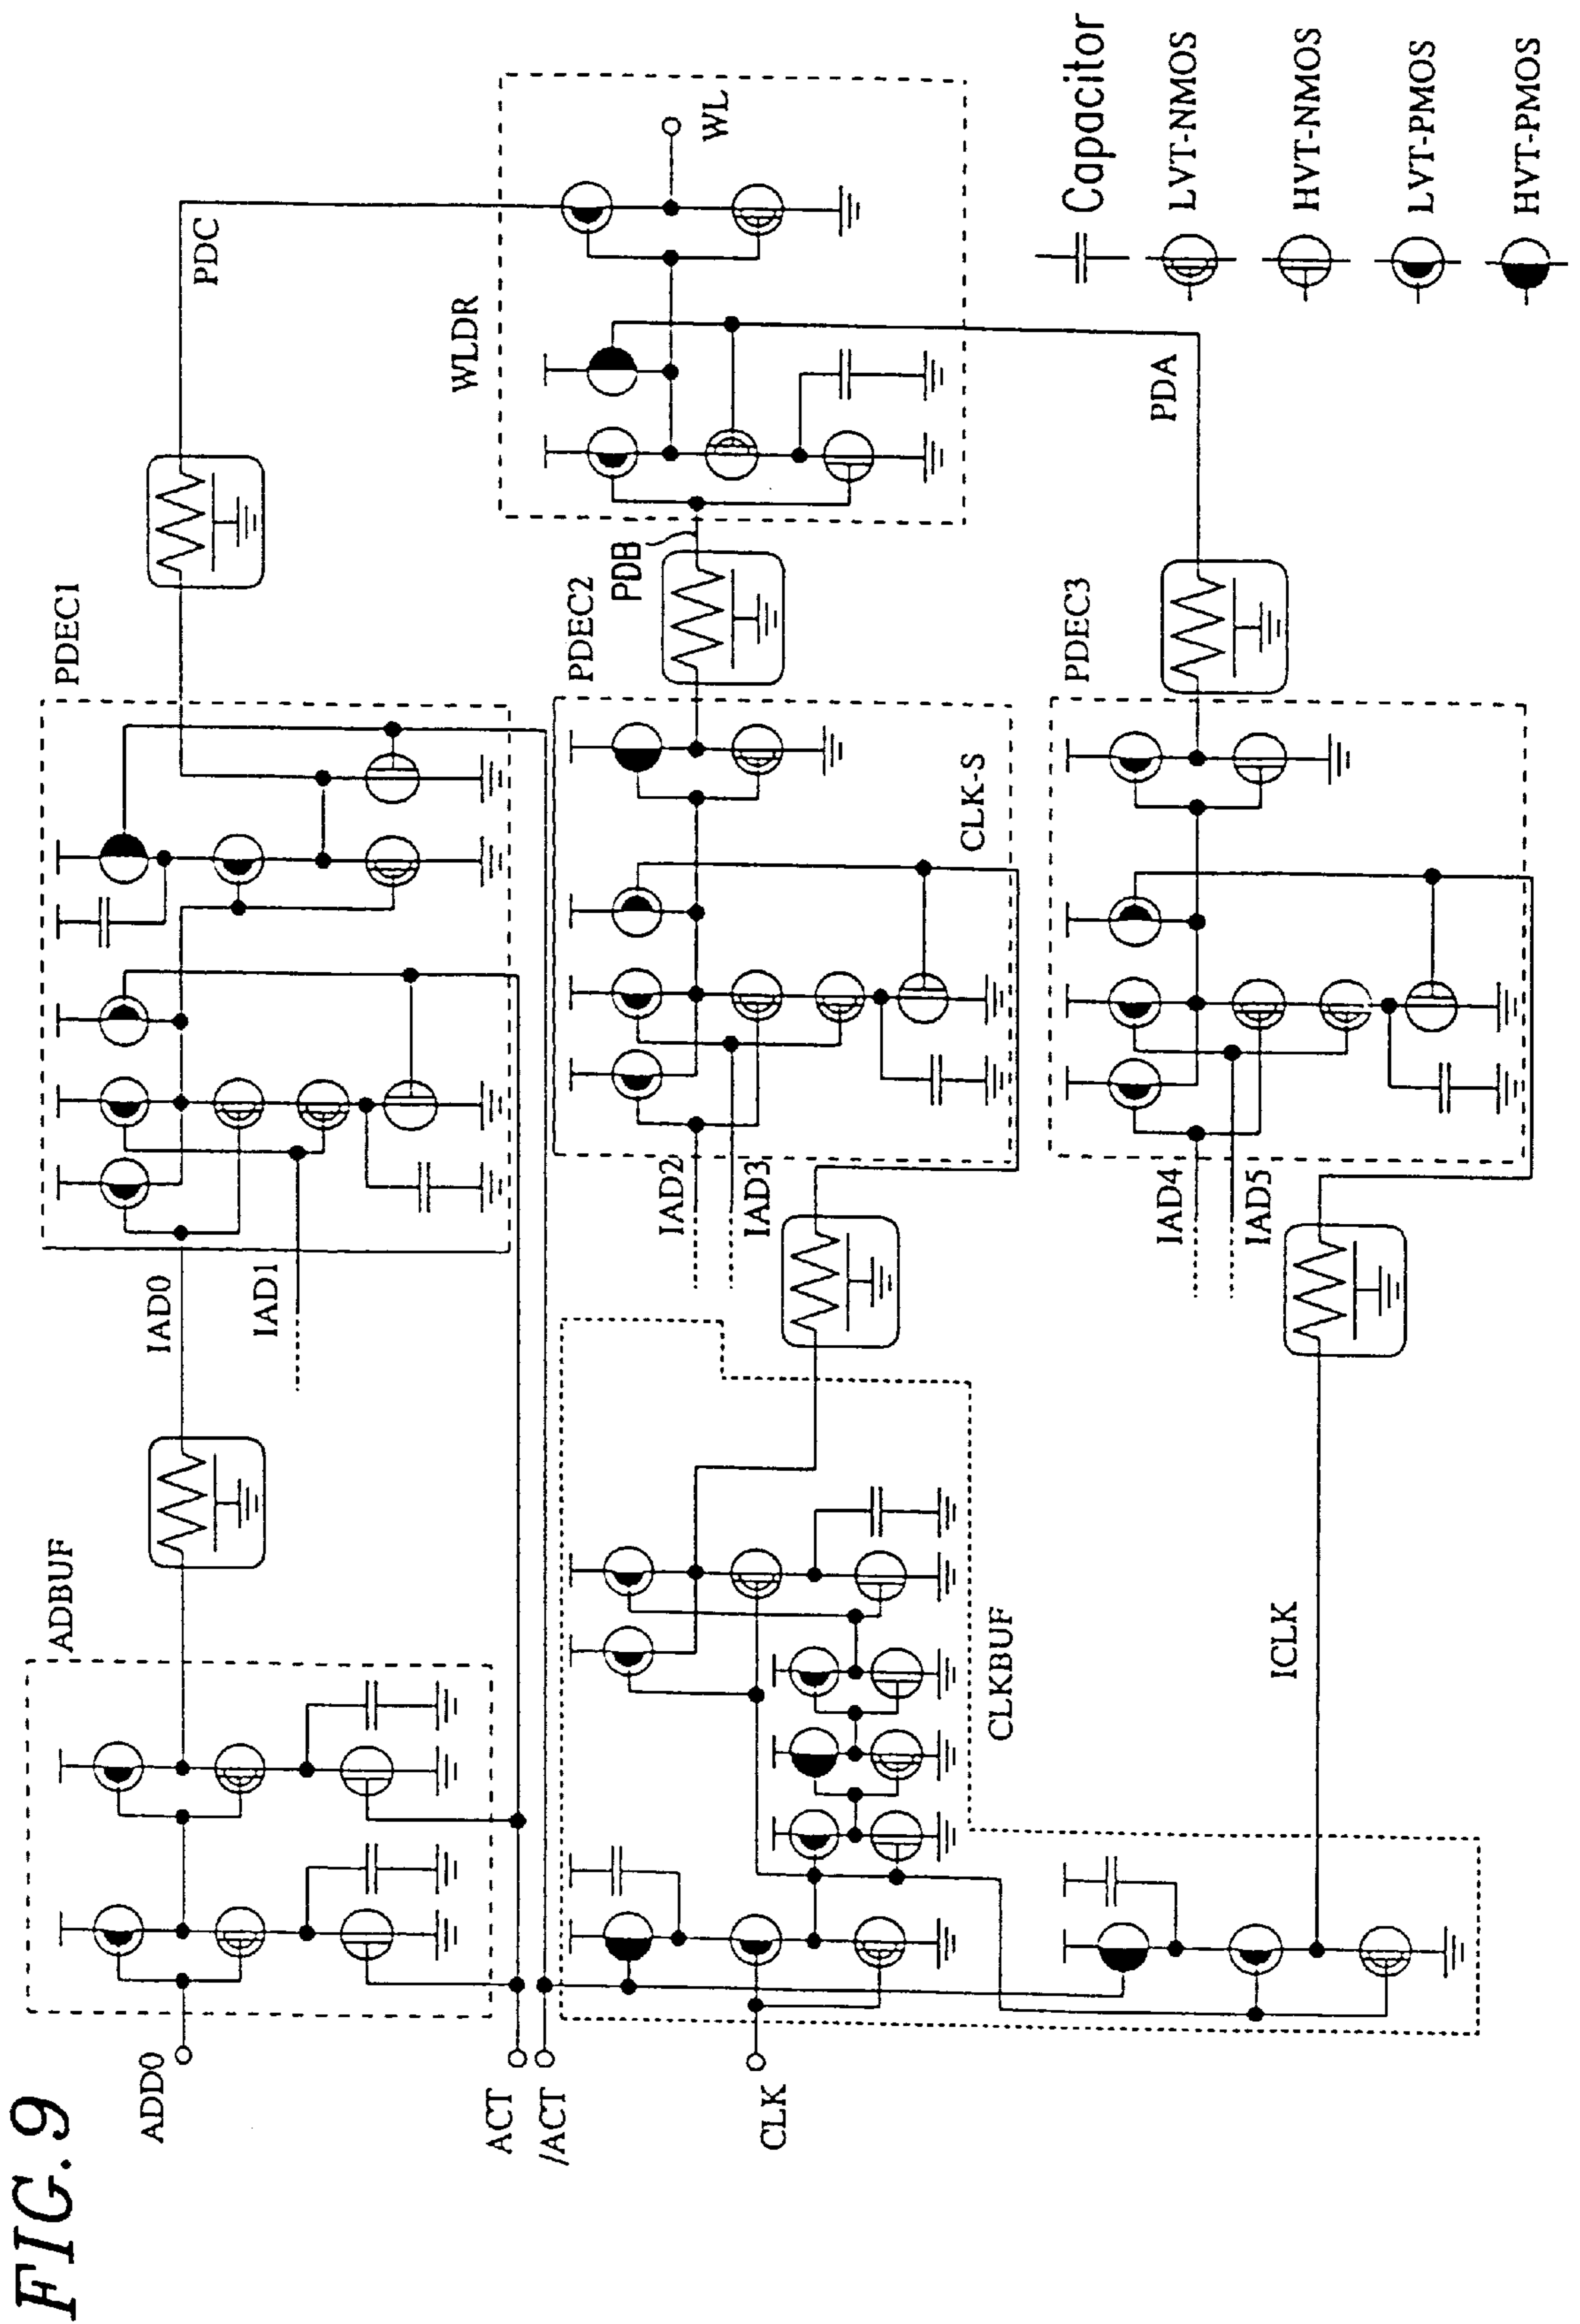 FIG. 9
ADD0
ADBUF
IAD0
IAD1
PDEC1
PDC
ACT
/ACT
CLK
CLKBUF
IAD2
IAD3
PDEC2
PDB
CLK-S
WLDR
WL
ICLK
IAD4
IAD5
PDEC3
PDA
Capacitor
LVT-NMOS
HVT-NMOS
LVT-PMOS
HVT-PMOS